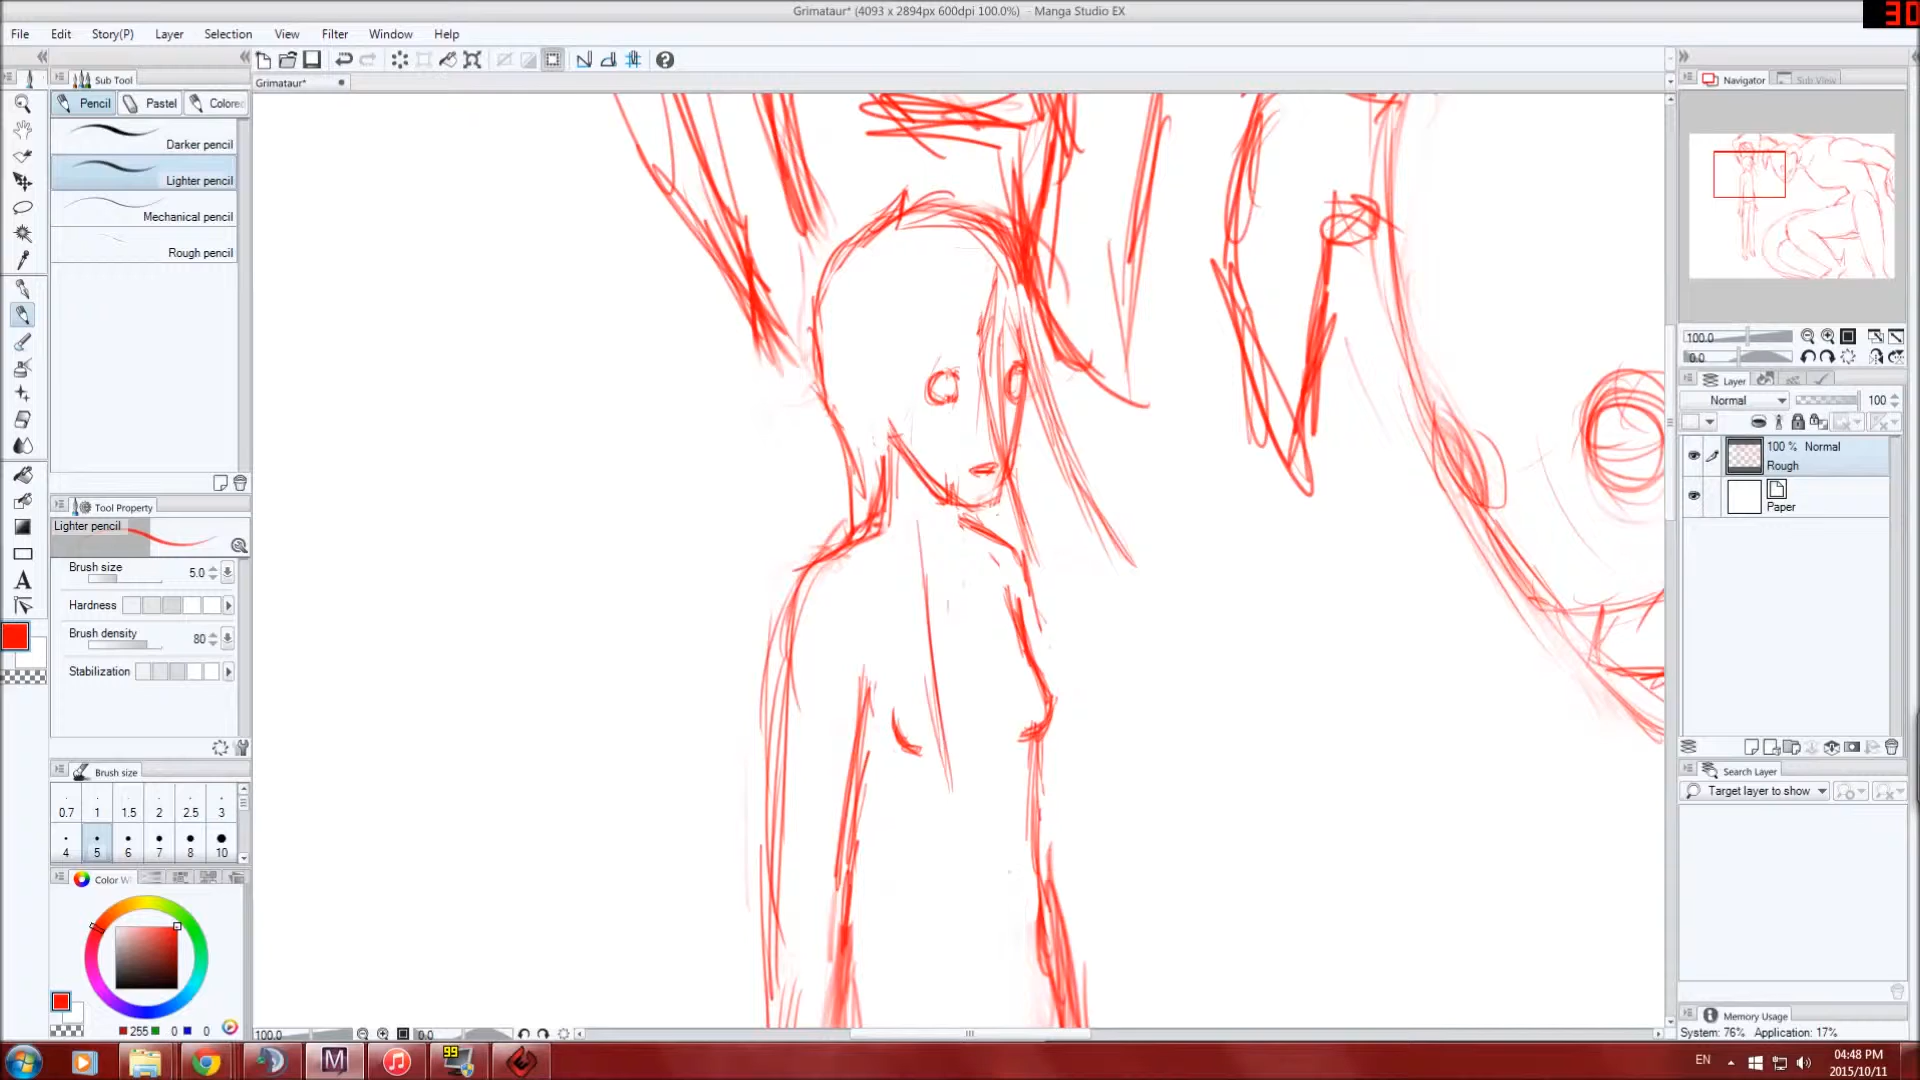 Grimataur* (4093 x 2894px 600dpi 100.0%) - Manga Studio EX
30
File Edit Story(P) Layer Selection View Filter Window Help
Sub Tool
Grimataur*
Navigator Sub View
Pencil Pastel Colore
Darker pencil
Lighter pencil
Mechanical pencil
Rough pencil
100.0
0.0
Layer
Normal 100
100 % Normal
Rough
Paper
Tool Property
Lighter pencil
Brush size 5.0
Hardness
Brush density 80
Stabilization
A
Brush size
0.7 1 1.5 2 2.5 3
4 5 6 7 8 10
Color W
255 0 0
Search Layer
Target layer to show
Memory Usage
System: 76% Application: 17%
100.0 0.0
M
99
EN
04:48 PM
2015/10/11